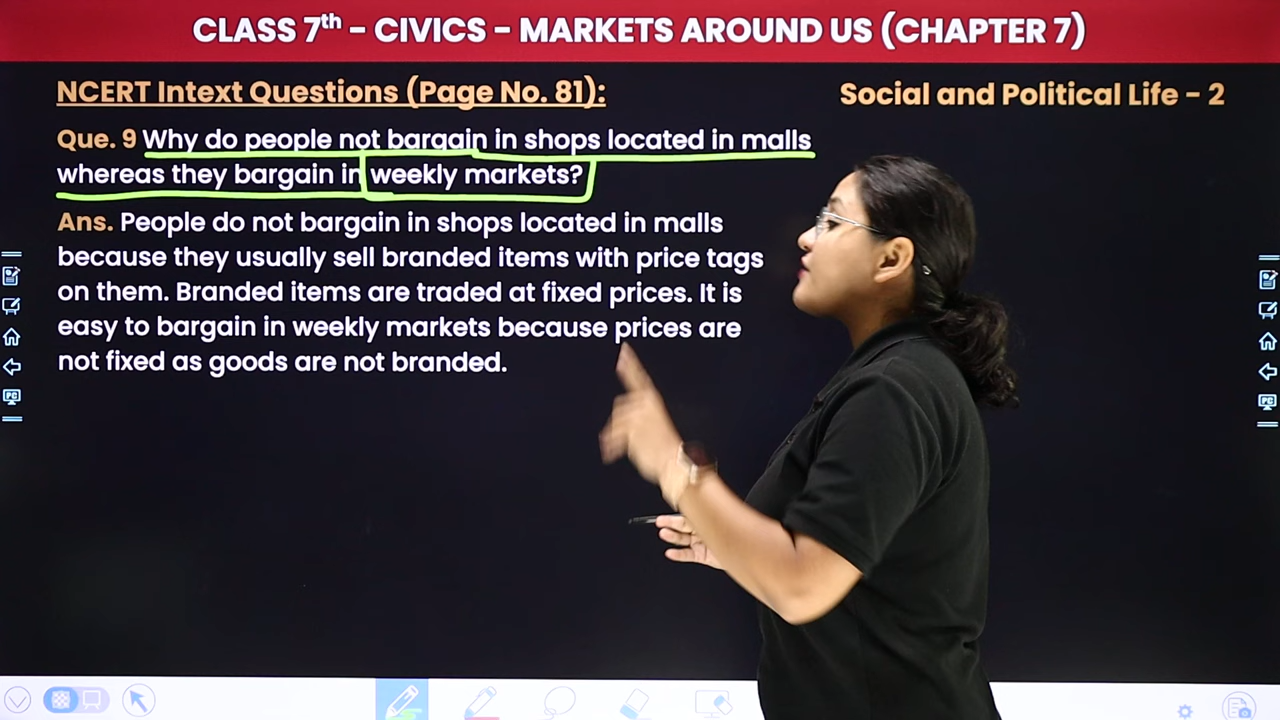 CLASS 7th - CIVICS - MARKETS AROUND US (CHAPTER 7)
NCERT Intext Questions (Page No. 81):
Social and Political Life - 2
Que. 9 Why do people not bargain in shops located in malls
whereas they bargain in weekly markets?
Ans. People do not bargain in shops located in malls
because they usually sell branded items with price tags
on them. Branded items are traded at fixed prices. It is
easy to bargain in weekly markets because prices are
not fixed as goods are not branded.
PC
PC